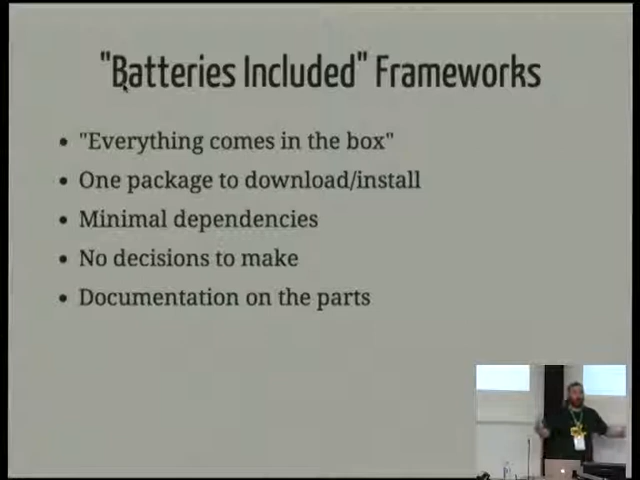 "Batteries Included" Frameworks
"Everything comes in the box"
One package to download/install
Minimal dependencies
No decisions to make
Documentation on the parts